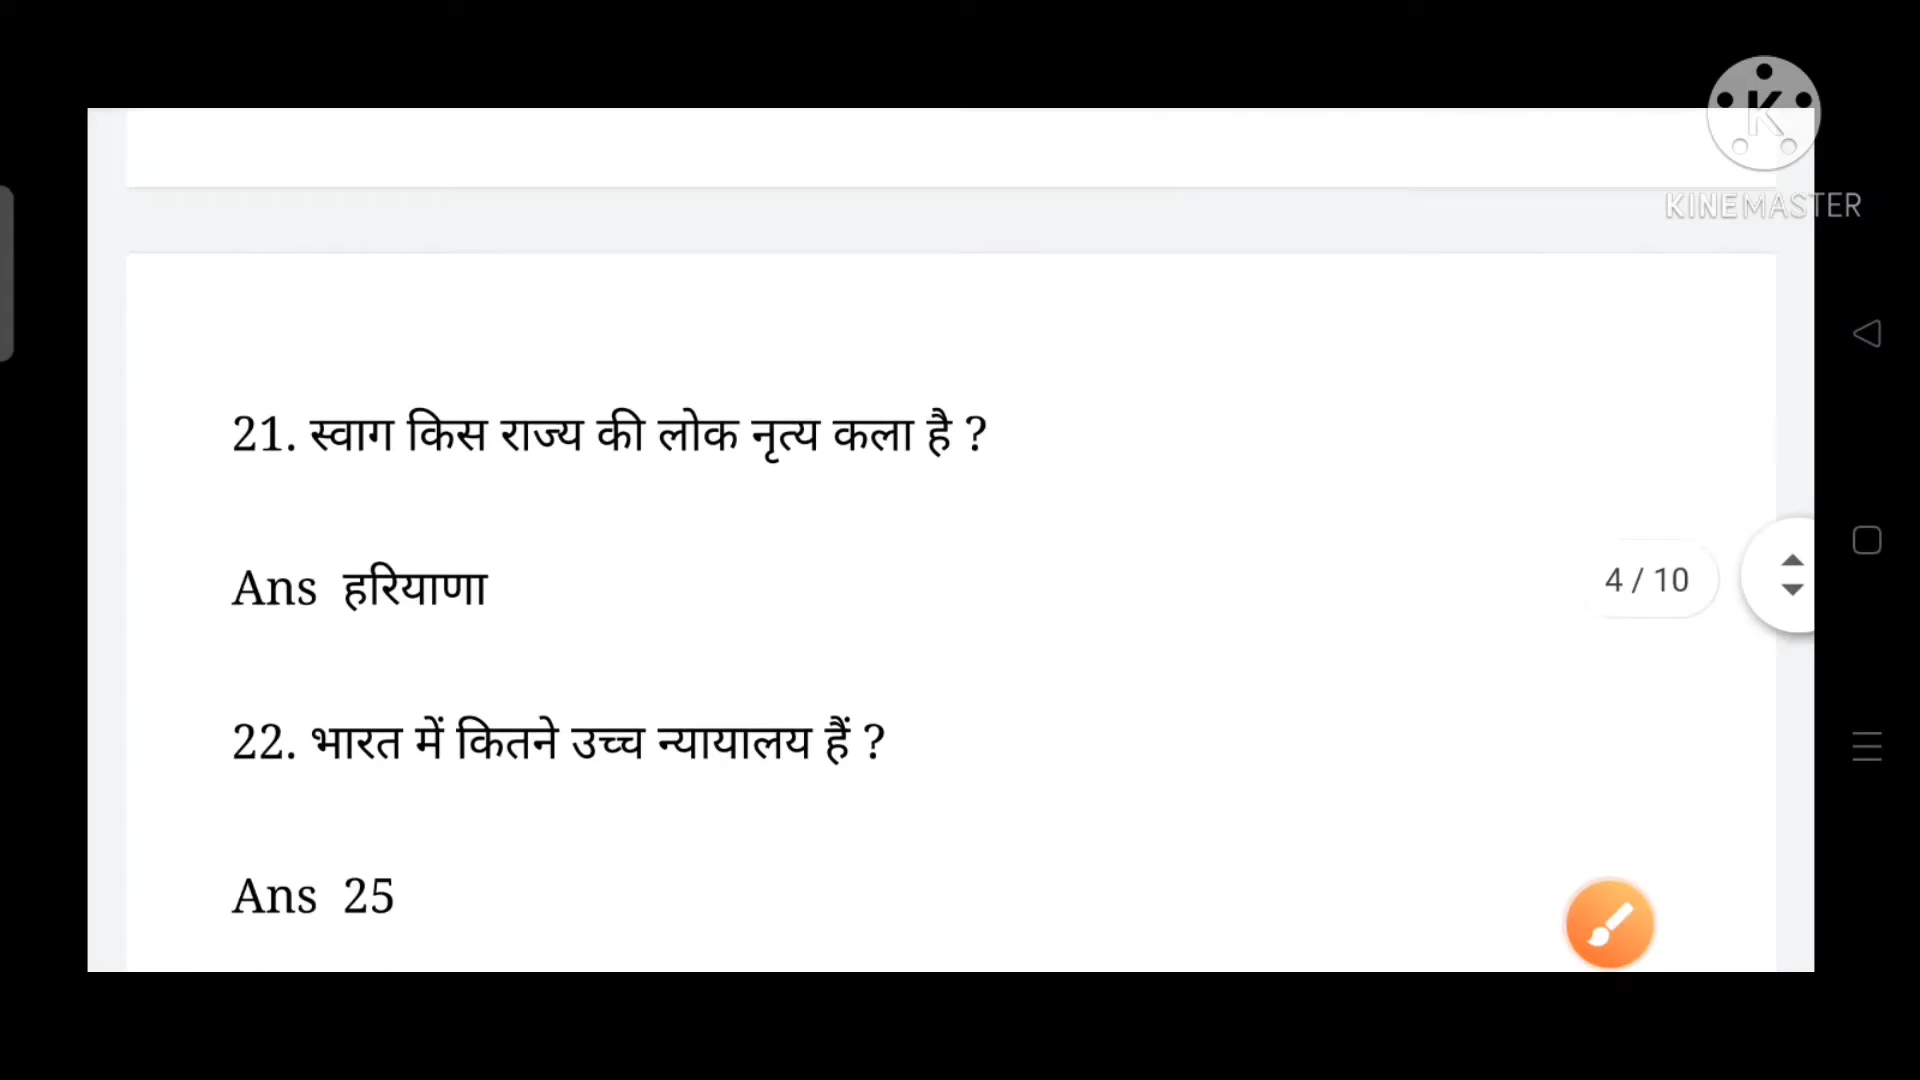 K
KINEMASTER
21. स्वाग किस राज्य की लोक नृत्य कला है ?
Ans हरियाणा
4 / 10
22. भारत में कितने उच्च न्यायालय हैं ?
Ans 25